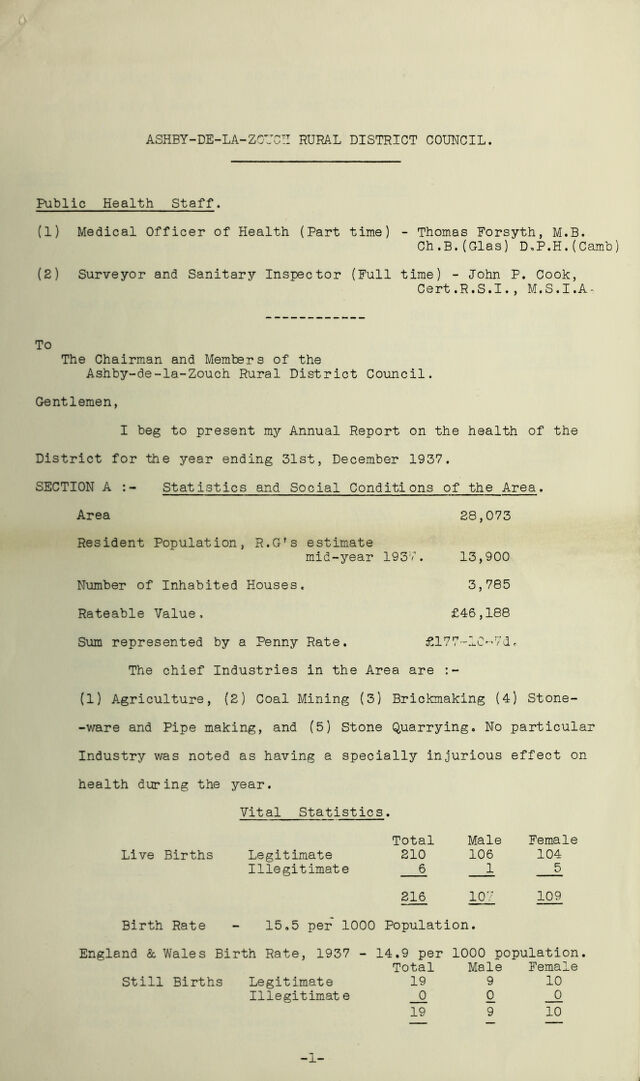 ASHBY-DE-LA-ZOUCH RURAL DISTRICT COUNCIL.
Public Health Staff.
(1) Medical Officer of Health (Part time) - Thomas Forsyth, M.B.
Ch.B.(Glas) D.P.H.(Camb)
(2) Surveyor and Sanitary Inspector (Full time) - John P. Cook,
Cert.R.S.I., M.S.I.A.
------------
To
The Chairman and Members of the
Ashby-de-la-Zouch Rural District Council.
Gentlemen,
I beg to present my Annual Report on the health of the
District for the year ending 31st, December 1937.
SECTION A :- Statistics and Social Conditions of the Area.
Area 28,073
Resident Population, R.G's estimate
mid-year 1937. 13,900
Number of Inhabited Houses. 3,785
Rateable Value. £46,188
Sum represented by a Penny Rate. £177-10-7d.
The chief Industries in the Area are :-
(1) Agriculture, (2) Coal Mining (3) Brickmaking (4) Stone-
-ware and Pipe making, and (5) Stone Quarrying. No particular
Industry was noted as having a specially injurious effect on
health during the year.
Vital Statistics.
Total Male Female
Live Births Legitimate 210 106 104
Illegitimate 6 1 5
216 107 109
Birth Rate - 15.5 per 1000 Population.
England & Wales Birth Rate, 1937 - 14.9 per 1000 population.
Total Male Female
Still Births Legitimate 19 9 10
Illegitimate 0 0 0
19 9 10
-1-